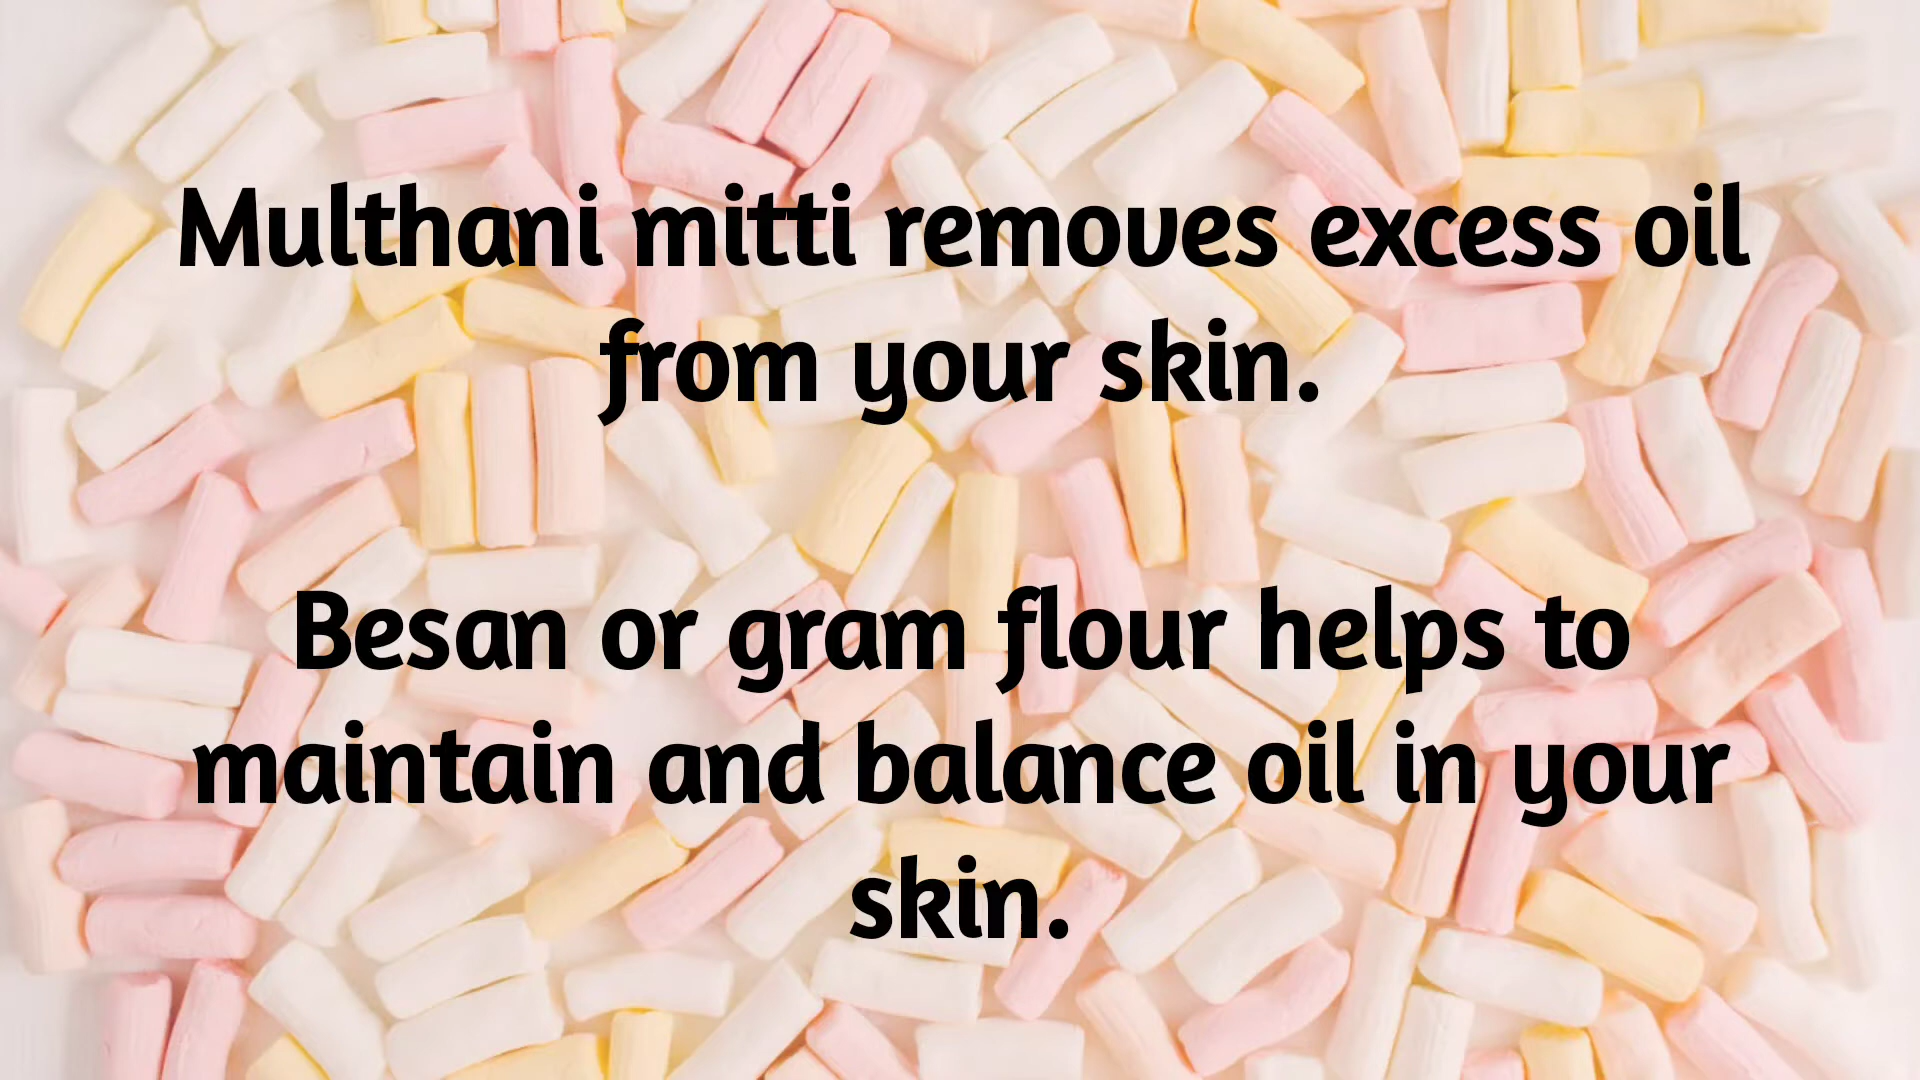 Multhani mitti removes excess oil
from your skin.
Besan or gram flour helps to
maintain and balance oil in your
skin.